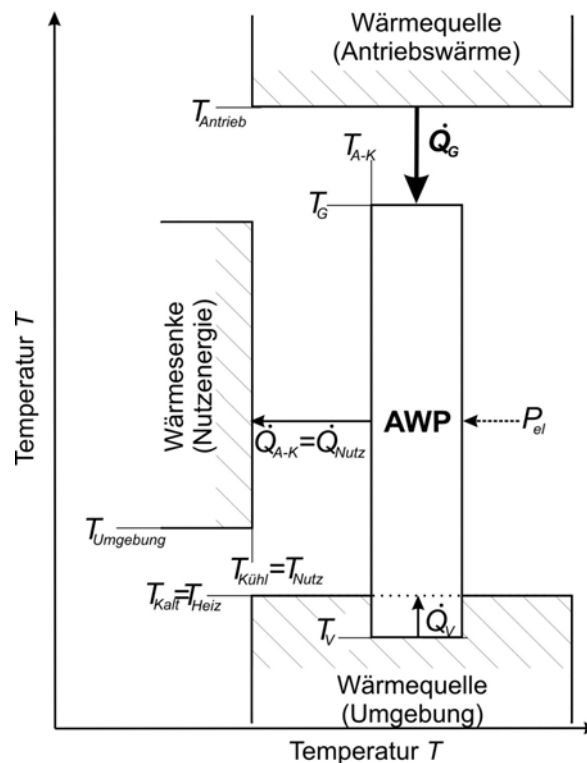 Wärmequelle
(Antriebswärme)
T_Antrieb
T_A-K
Q̇_G
T_G
Temperatur T
Wärmesenke
(Nutzenergie)
AWP
P_el
Q̇_A-K=Q̇_Nutz
T_Umgebung
T_Kühl=T_Nutz
T_Kalt=T_Heiz
T_V
Q̇_V
Wärmequelle
(Umgebung)
Temperatur T